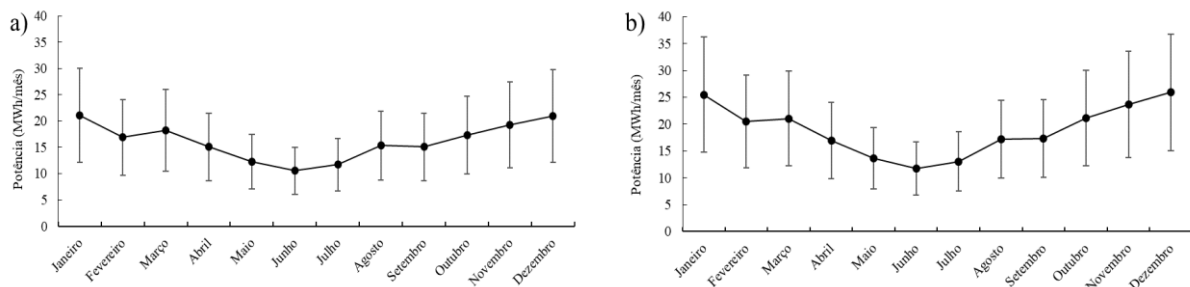 a)
Potência (MWh/mês)
40
35
30
25
20
15
10
5
0
Janeiro
Fevereiro
Março
Abril
Maio
Junho
Julho
Agosto
Setembro
Outubro
Novembro
Dezembro
b)
Potência (MWh/mês)
40
35
30
25
20
15
10
5
0
Janeiro
Fevereiro
Março
Abril
Maio
Junho
Julho
Agosto
Setembro
Outubro
Novembro
Dezembro